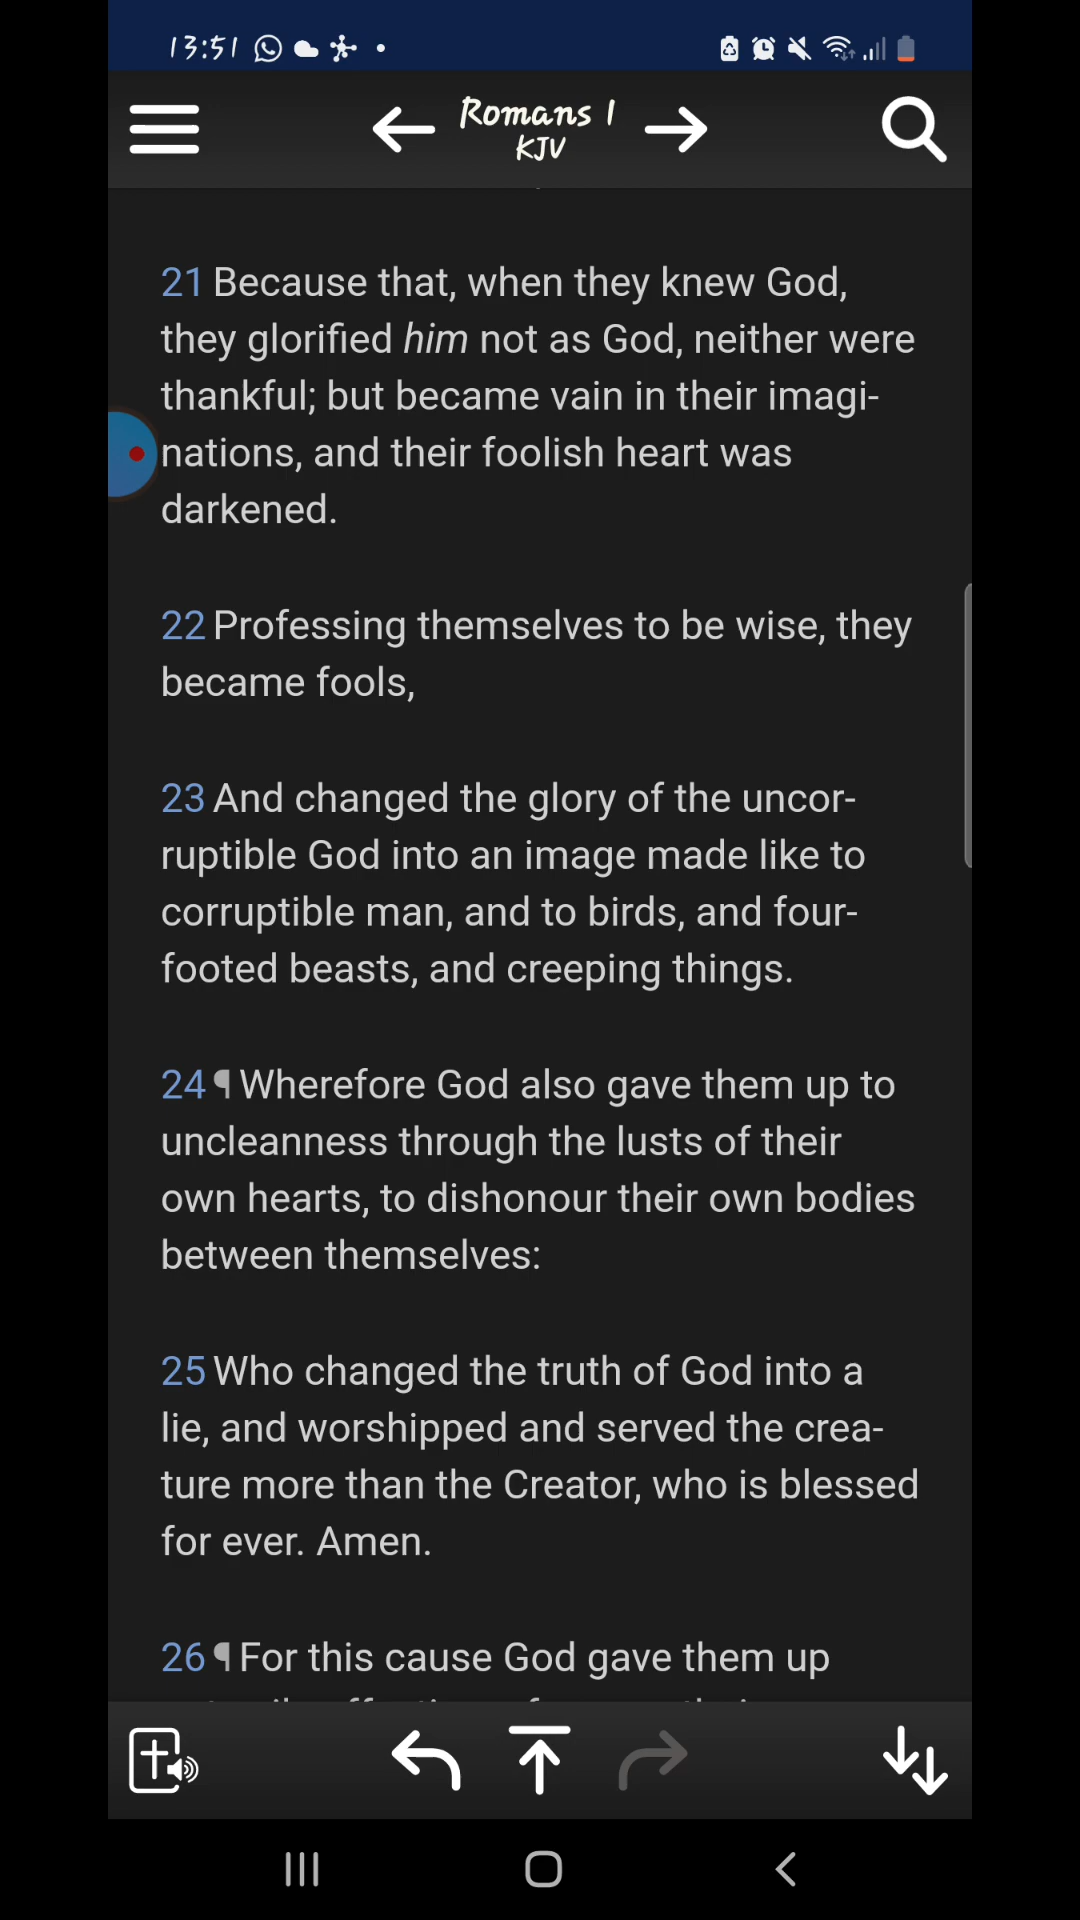 13:51
Romans 1
KJV
21 Because that, when they knew God,
they glorified him not as God, neither were
thankful; but became vain in their imagi-
nations, and their foolish heart was
darkened.
22 Professing themselves to be wise, they
became fools,
23 And changed the glory of the uncor-
ruptible God into an image made like to
corruptible man, and to birds, and four-
footed beasts, and creeping things.
24 ¶ Wherefore God also gave them up to
uncleanness through the lusts of their
own hearts, to dishonour their own bodies
between themselves:
25 Who changed the truth of God into a
lie, and worshipped and served the crea-
ture more than the Creator, who is blessed
for ever. Amen.
26 ¶ For this cause God gave them up